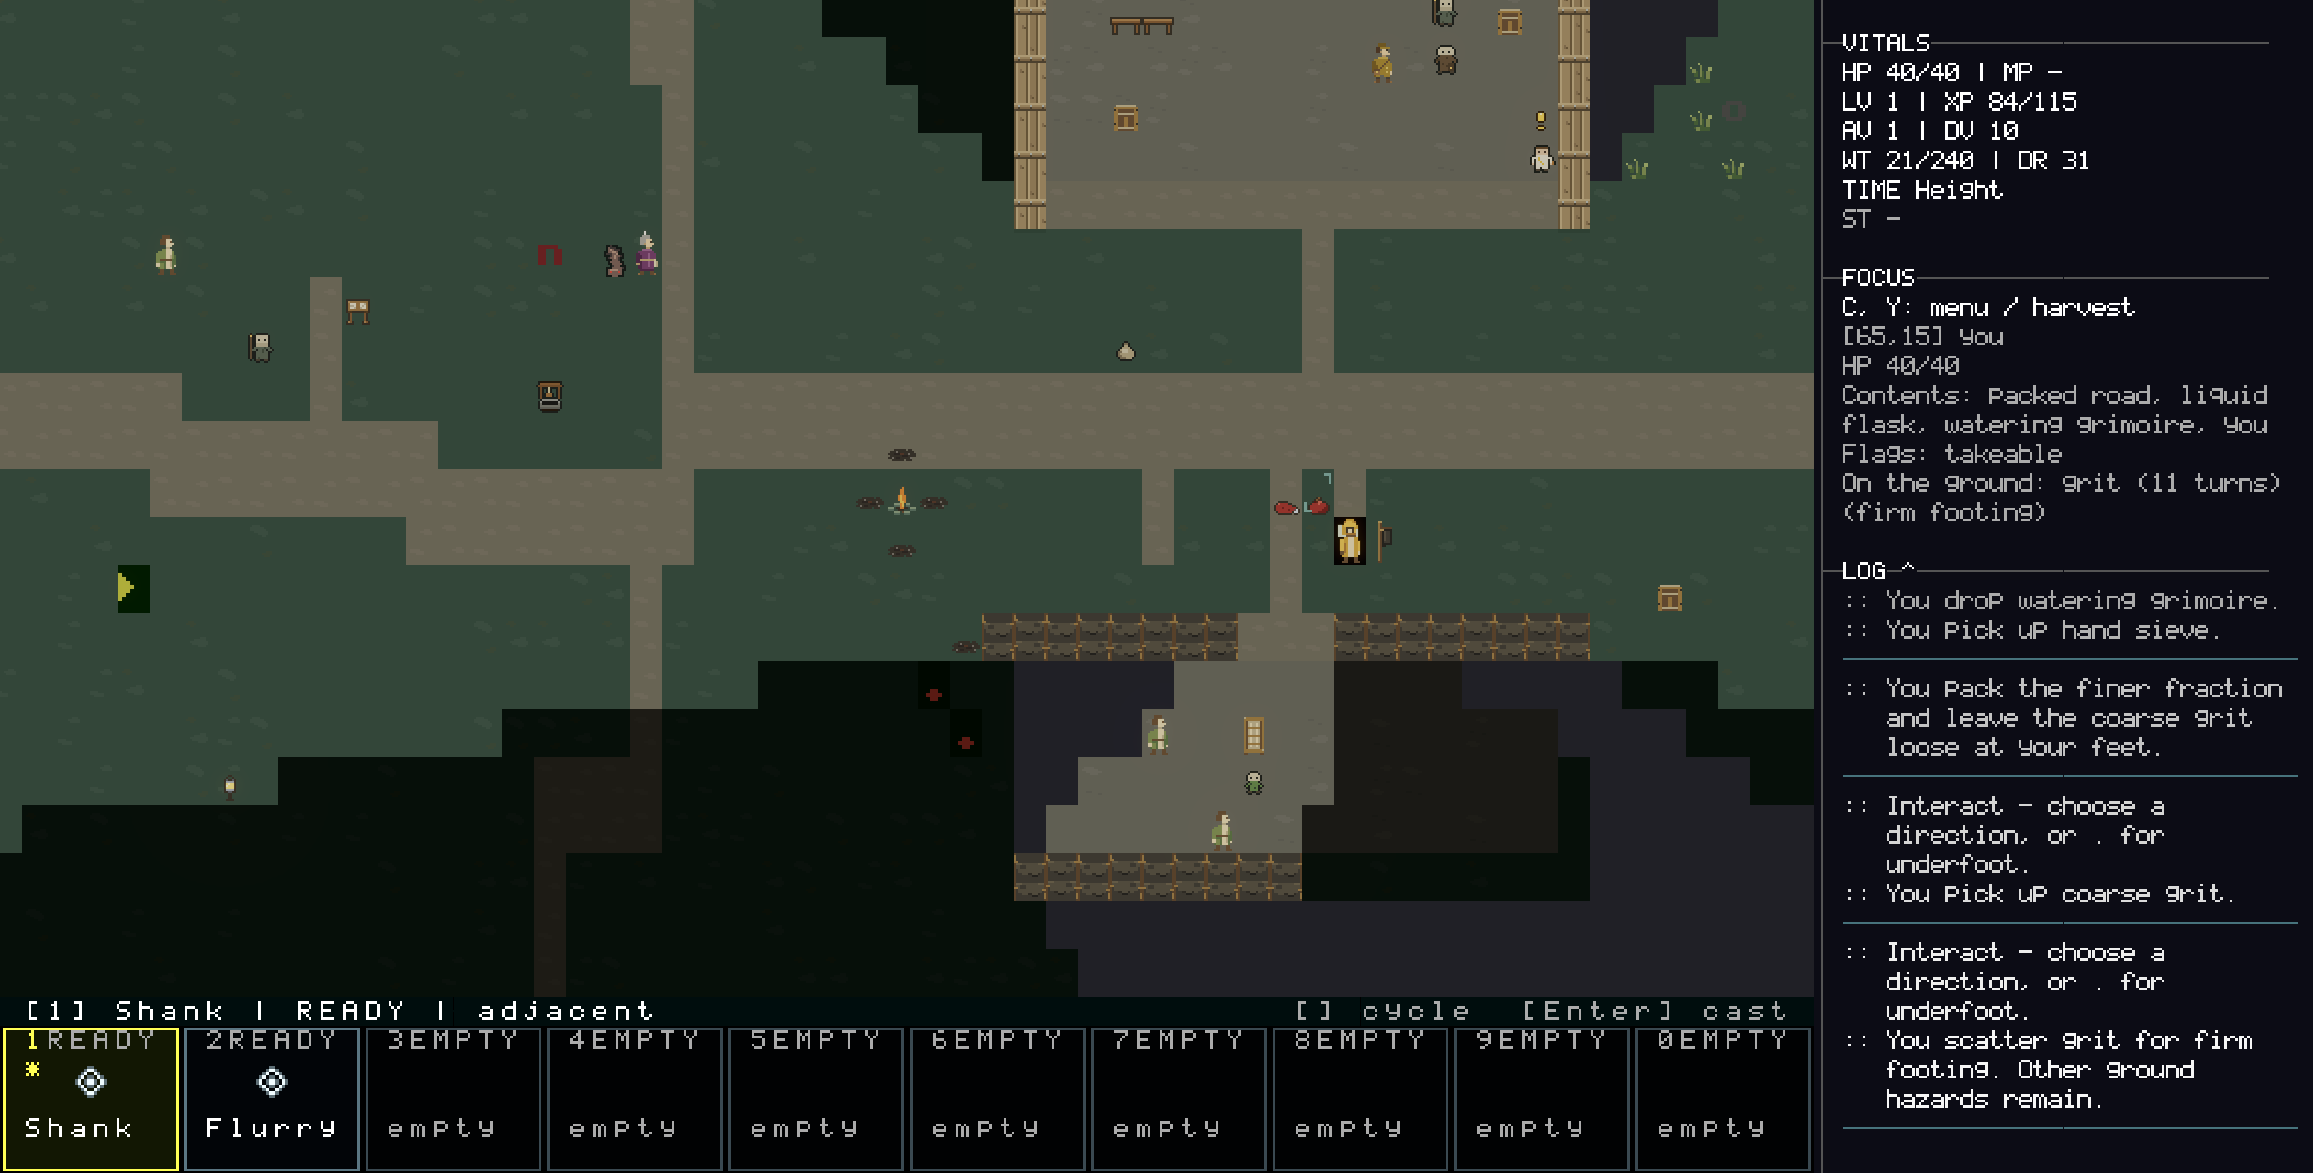 VITALS
HP 40/40 | MP -
LV 1 | XP 84/115
AV 1 | DV 10
WT 21/240 | DR 31
TIME Height
ST -
FOCUS
C, Y: menu / harvest
[65,15] You
HP 40/40
Contents: Packed road, liquid
flask, watering grimoire, You
Flags: takeable
On the ground: grit (11 turns)
(firm footing)
LOG ^
:: You drop watering grimoire.
:: You pick up hand sieve.
:: You pack the finer fraction
and leave the coarse grit
loose at your feet.
:: Interact - choose a
direction, or . for
underfoot.
:: You pick up coarse grit.
:: Interact - choose a
direction, or . for
underfoot.
:: You scatter grit for firm
footing. Other ground
hazards remain.
[1] Shank | READY | adjacent
[] cycle [Enter] cast
1READY 2READY 3EMPTY 4EMPTY 5EMPTY 6EMPTY 7EMPTY 8EMPTY 9EMPTY 0EMPTY
Shank Flurry empty empty empty empty empty empty empty empty